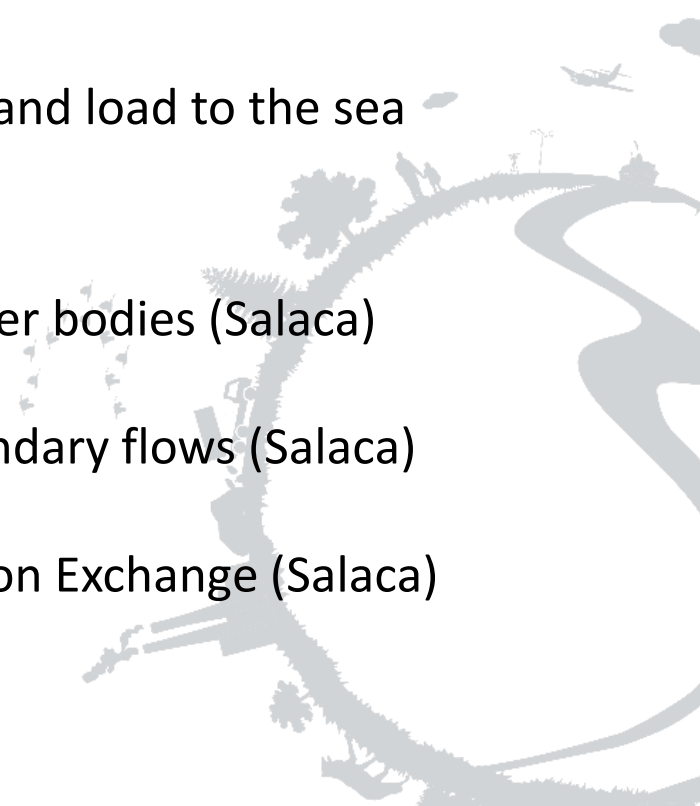 and load to the sea
er bodies (Salaca)
ndary flows (Salaca)
on Exchange (Salaca)